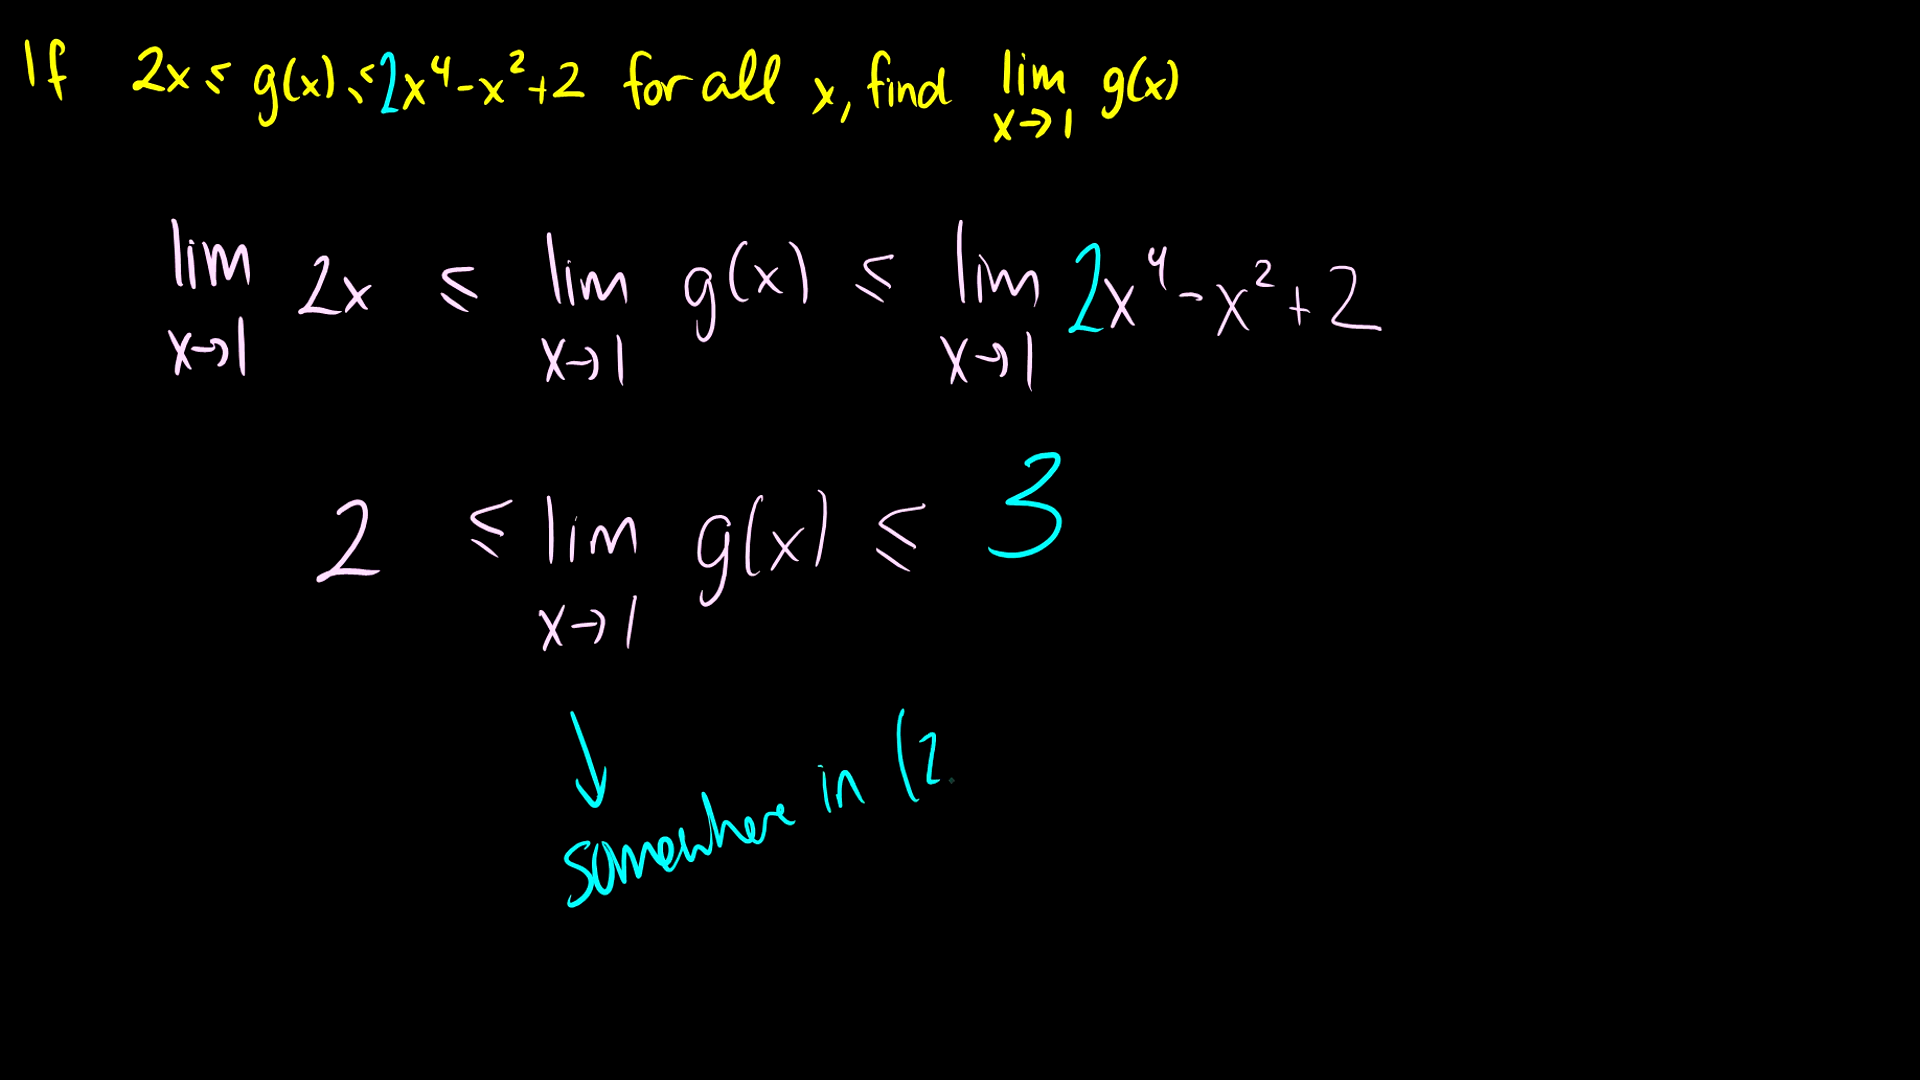 If 2x ≤ g(x) ≤ 2x⁴-x²+2 for all x, find lim x→1 g(x)
lim x→1 2x ≤ lim x→1 g(x) ≤ lim x→1 2x⁴-x²+2
2 ≤ lim x→1 g(x) ≤ 3
↓
somewhere in (2